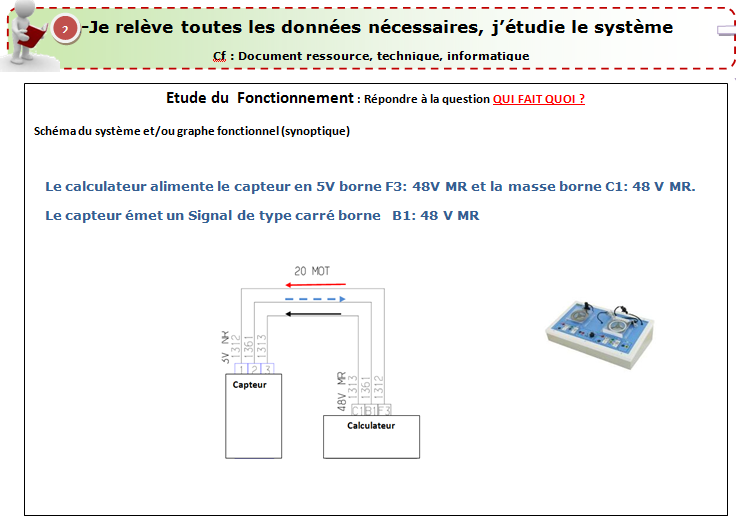 2 -Je relève toutes les données nécessaires, j’étudie le système
Cf : Document ressource, technique, informatique
Etude du Fonctionnement : Répondre à la question QUI FAIT QUOI ?
Schéma du système et/ou graphe fonctionnel (synoptique)
Le calculateur alimente le capteur en 5V borne F3: 48V MR et la masse borne C1: 48 V MR.
Le capteur émet un Signal de type carré borne B1: 48 V MR
20 MOT
3V NR
1312
1361
1313
1 2 3
Capteur
48V MR
1313
1361
1312
C1 B1 F3
Calculateur